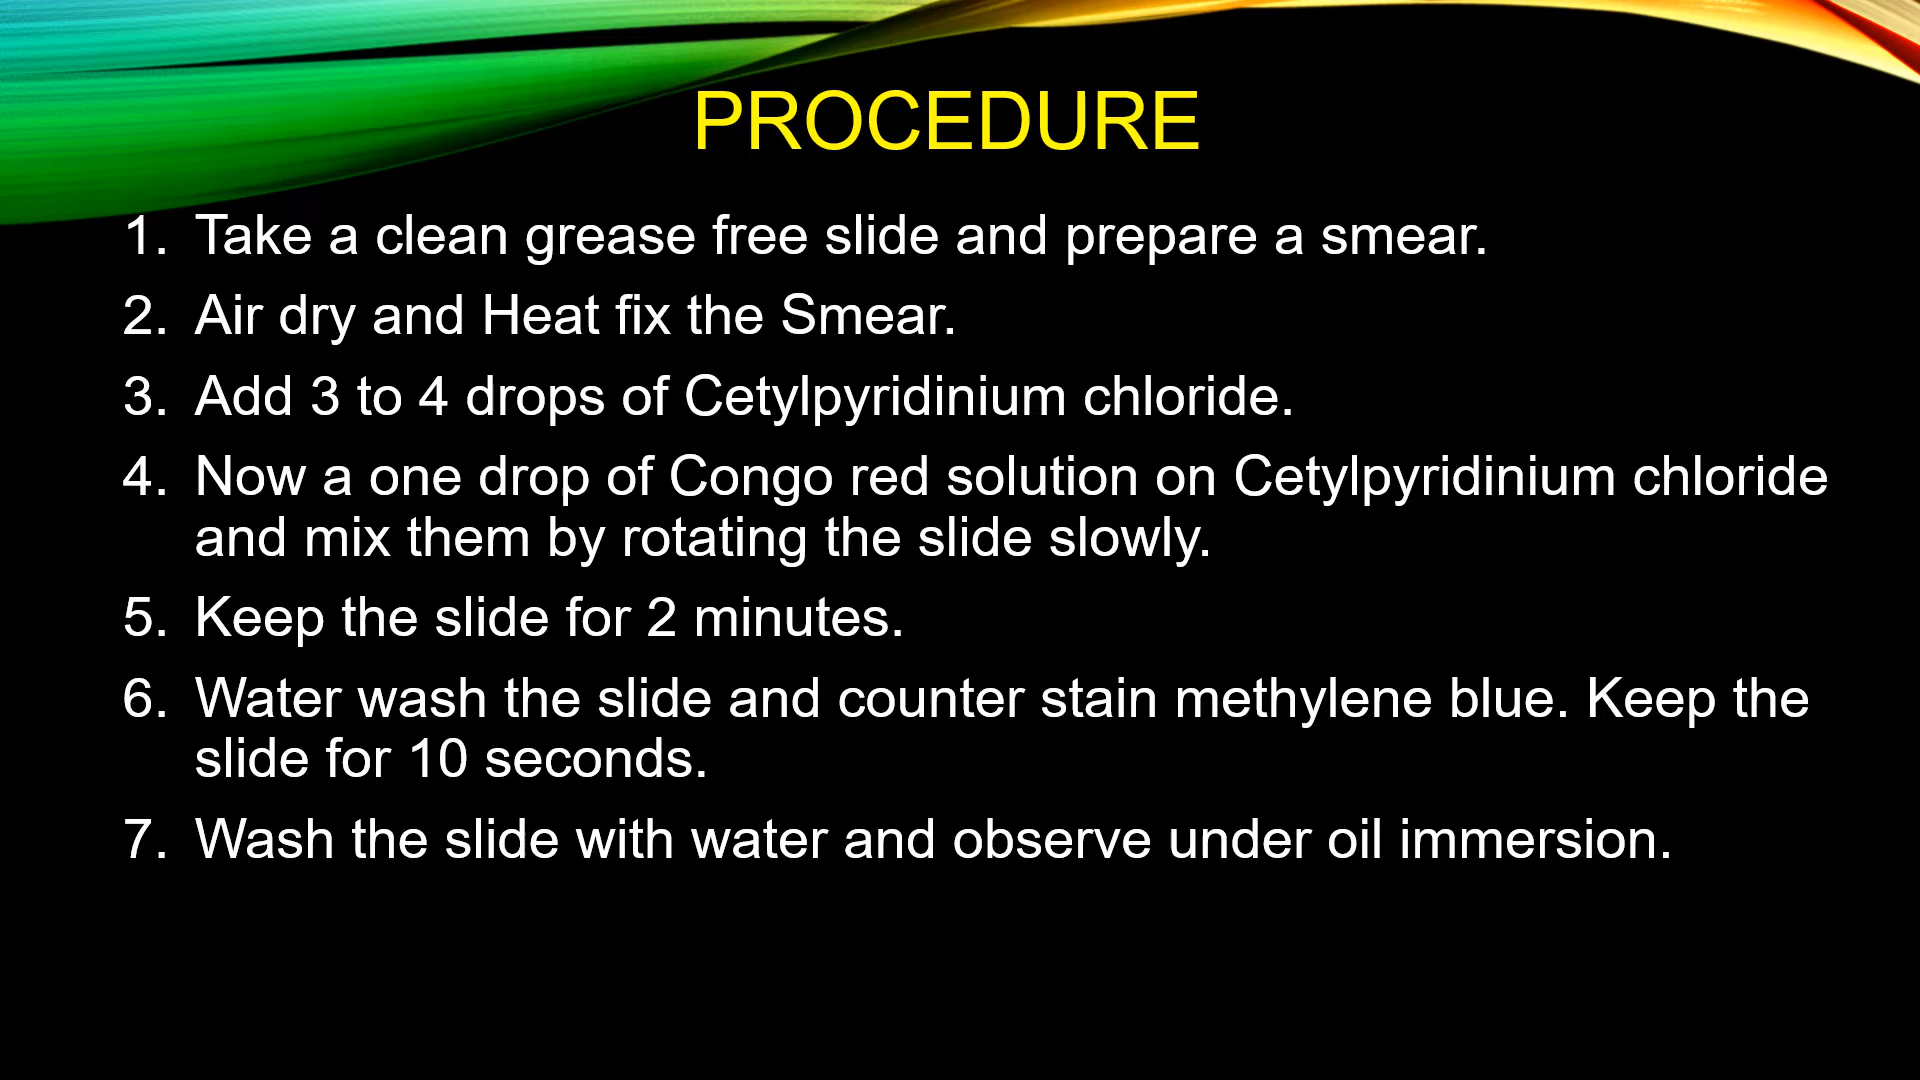 PROCEDURE
1. Take a clean grease free slide and prepare a smear.
2. Air dry and Heat fix the Smear.
3. Add 3 to 4 drops of Cetylpyridinium chloride.
4. Now a one drop of Congo red solution on Cetylpyridinium chloride
and mix them by rotating the slide slowly.
5. Keep the slide for 2 minutes.
6. Water wash the slide and counter stain methylene blue. Keep the
slide for 10 seconds.
7. Wash the slide with water and observe under oil immersion.